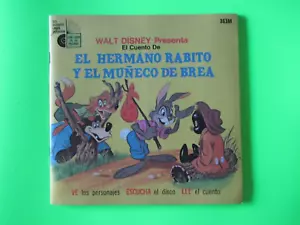 WALT DISNEY Presenta
El Cuento De
EL HERMANO RABITO
Y EL MUÑECO DE BREA
VE los personajes ESCUCHA el disco LEE el cuento